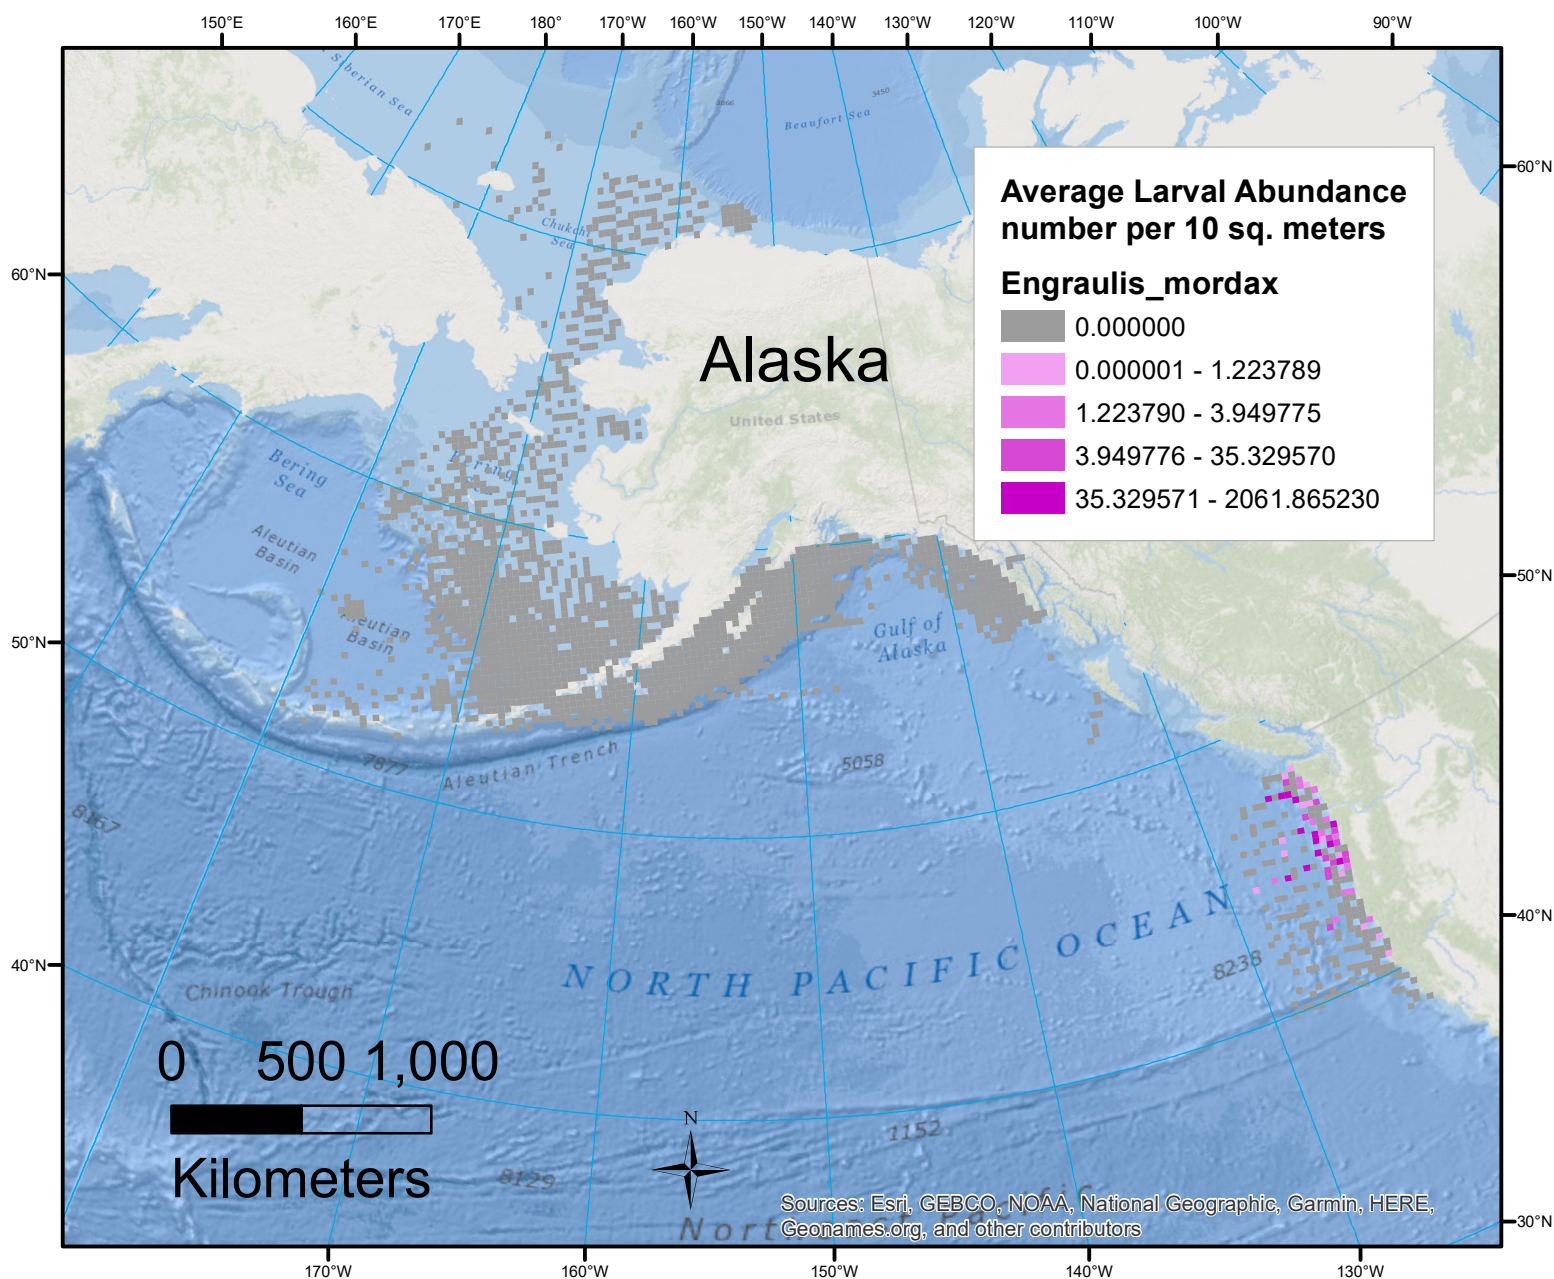 150°E 160°E 170°E 180° 170°W 160°W 150°W 140°W 130°W 120°W 110°W 100°W 90°W
Siberian Sea
3866
3450
Beaufort Sea
60°N
Average Larval Abundance
number per 10 sq. meters
Engraulis_mordax
0.000000
0.000001 - 1.223789
1.223790 - 3.949775
3.949776 - 35.329570
35.329571 - 2061.865230
Chukchi
Sea
60°N
Alaska
United States
Bering
Sea
Bering
Aleutian
Basin
50°N
Aleutian
Basin
Gulf of
Alaska
50°N
7877
Aleutian Trench
5058
8167
40°N
NORTH PACIFIC OCEAN
8238
40°N
Chinook Trough
0 500 1,000
Kilometers
N
1152
8129
30°N
Sources: Esri, GEBCO, NOAA, National Geographic, Garmin, HERE,
Geonames.org, and other contributors
170°W 160°W 150°W 140°W 130°W